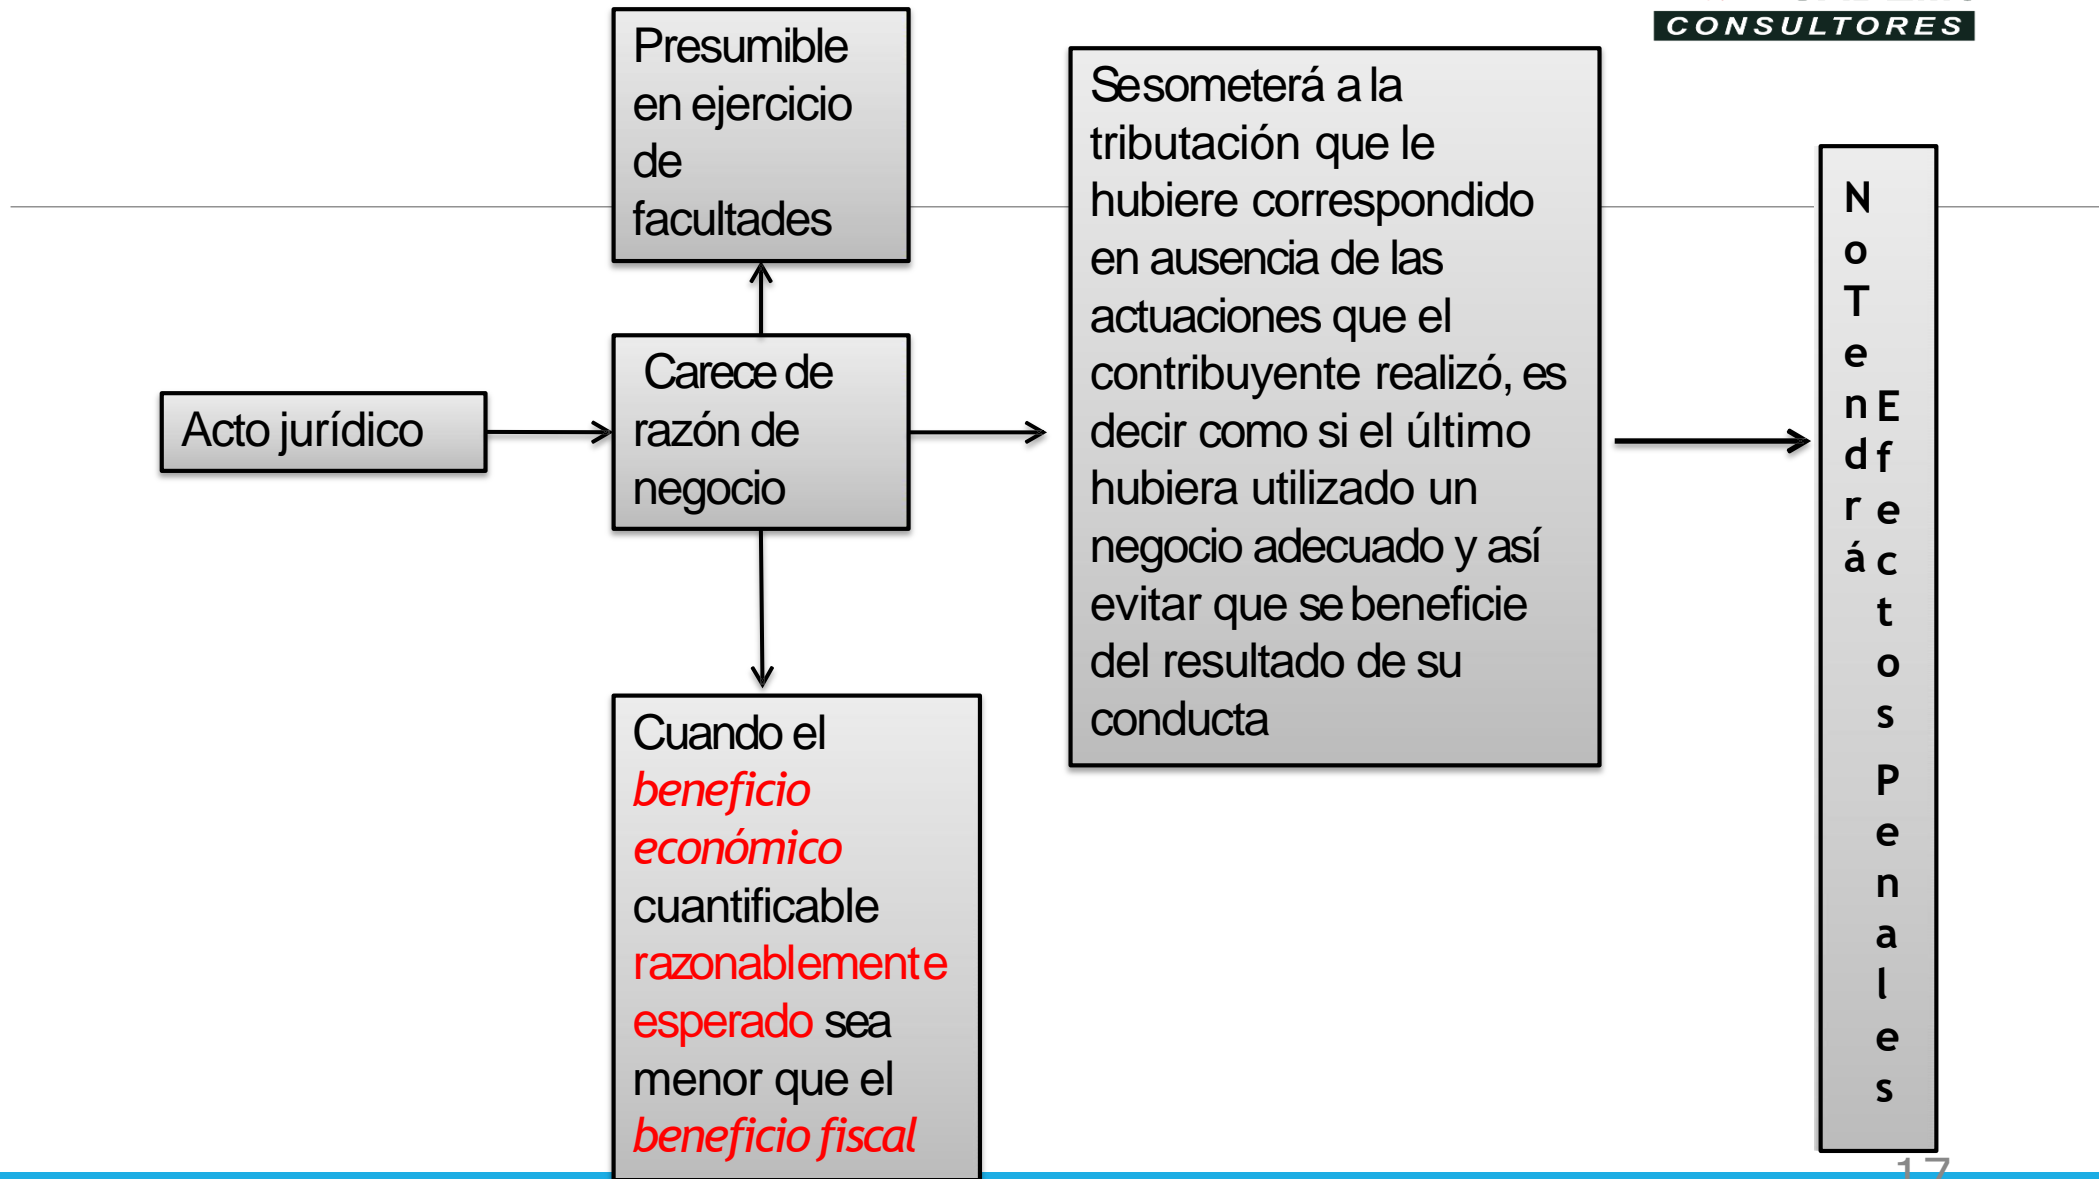 CONSULTORES
Presumible
en ejercicio
de
facultades
Acto jurídico
Carece de
razón de
negocio
Cuando el
beneficio
económico
cuantificable
razonablemente
esperado sea
menor que el
beneficio fiscal
Sesometerá a la
tributación que le
hubiere correspondido
en ausencia de las
actuaciones que el
contribuyente realizó, es
decir como si el último
hubiera utilizado un
negocio adecuado y así
evitar que se beneficie
del resultado de su
conducta
No Tendrá
Efectos Penales
17